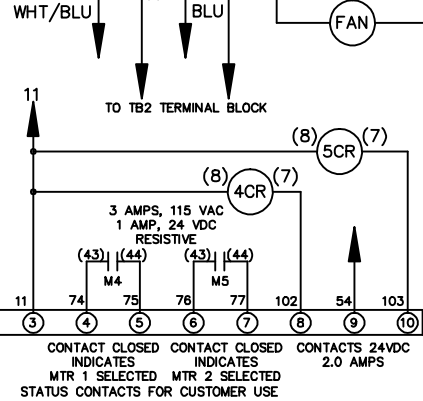 WHT/BLU
BLU
FAN
11
TO TB2 TERMINAL BLOCK
(8) 5CR (7)
(8) 4CR (7)
3 AMPS, 115 VAC
1 AMP, 24 VDC
RESISTIVE
(43) (44) (43) (44)
M4 M5
11 74 75 76 77 102 54 103
3 4 5 6 7 8 9 10
CONTACT CLOSED CONTACT CLOSED CONTACTS 24VDC
INDICATES INDICATES 2.0 AMPS
MTR 1 SELECTED MTR 2 SELECTED
STATUS CONTACTS FOR CUSTOMER USE